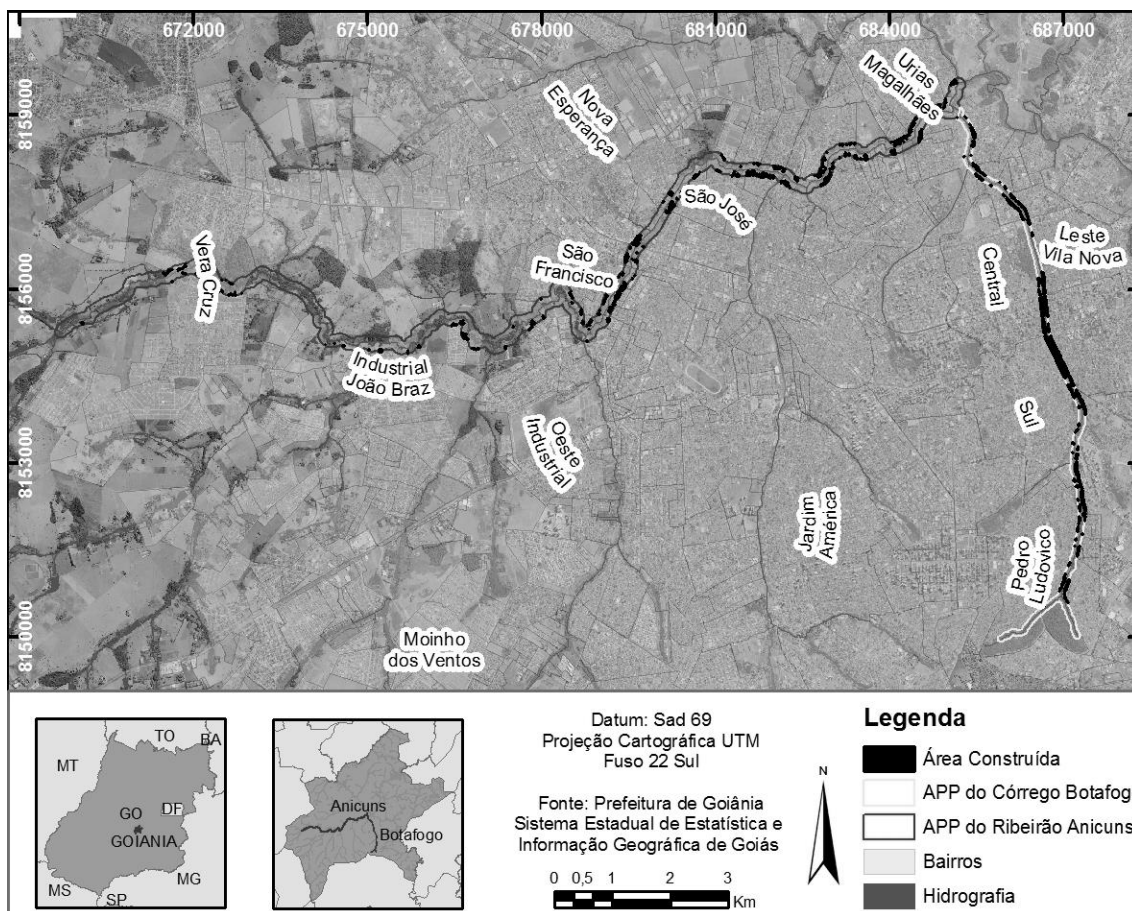 672000
675000
678000
681000
684000
687000
8159000
8156000
8153000
8150000
Urias
Magalhães
Nova
Esperança
São José
Leste
Vila Nova
Vera Cruz
São
Francisco
Central
Industrial
João Braz
Sul
Oeste
Industrial
Jardim
América
Pedro
Ludovico
Moinho
dos Ventos
TO
BA
MT
GO
DF
GOIANIA
MS
MG
SP
Anicuns
Botafogo
Datum: Sad 69
Projeção Cartográfica UTM
Fuso 22 Sul
Fonte: Prefeitura de Goiânia
Sistema Estadual de Estatística e
Informação Geográfica de Goiás
0 0,5 1 2 3
Km
N
Legenda
Área Construída
APP do Córrego Botafog
APP do Ribeirão Anicuns
Bairros
Hidrografia